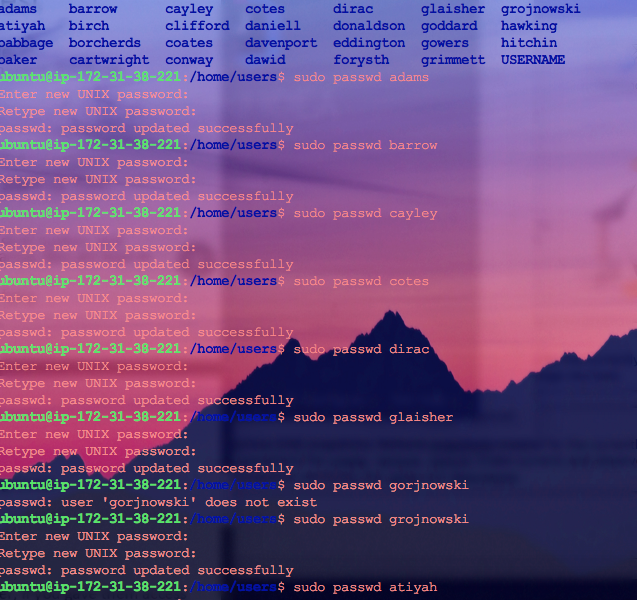 adams barrow cayley cotes dirac glaisher grojnowski
atiyah birch clifford daniell donaldson goddard hawking
babbage borcherds coates davenport eddington gowers hitchin
baker cartwright conway dawid forysth grimmett USERNAME
ubuntu@ip-172-31-38-221:/home/users$ sudo passwd adams
Enter new UNIX password:
Retype new UNIX password:
passwd: password updated successfully
ubuntu@ip-172-31-38-221:/home/users$ sudo passwd barrow
Enter new UNIX password:
Retype new UNIX password:
passwd: password updated successfully
ubuntu@ip-172-31-38-221:/home/users$ sudo passwd cayley
Enter new UNIX password:
Retype new UNIX password:
passwd: password updated successfully
ubuntu@ip-172-31-38-221:/home/users$ sudo passwd cotes
Enter new UNIX password:
Retype new UNIX password:
passwd: password updated successfully
ubuntu@ip-172-31-38-221:/home/users$ sudo passwd dirac
Enter new UNIX password:
Retype new UNIX password:
passwd: password updated successfully
ubuntu@ip-172-31-38-221:/home/users$ sudo passwd glaisher
Enter new UNIX password:
Retype new UNIX password:
passwd: password updated successfully
ubuntu@ip-172-31-38-221:/home/users$ sudo passwd gorjnowski
passwd: user 'gorjnowski' does not exist
ubuntu@ip-172-31-38-221:/home/users$ sudo passwd grojnowski
Enter new UNIX password:
Retype new UNIX password:
passwd: password updated successfully
ubuntu@ip-172-31-38-221:/home/users$ sudo passwd atiyah